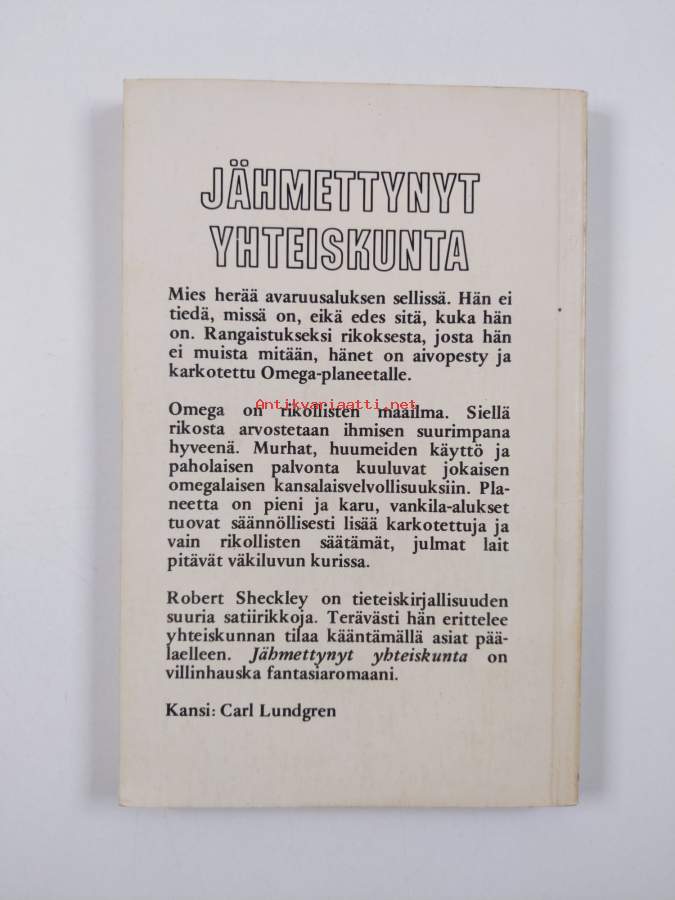 JÄHMETTYNYT
YHTEISKUNTA
Mies herää avaruusaluksen sellissä. Hän ei
tiedä, missä on, eikä edes sitä, kuka hän
on. Rangaistukseksi rikoksesta, josta hän
ei muista mitään, hänet on aivopesty ja
karkotettu Omega-planeetalle.
Antikvariaatti.net
Omega on rikollisten maailma. Siellä
rikosta arvostetaan ihmisen suurimpana
hyveenä. Murhat, huumeiden käyttö ja
paholaisen palvonta kuuluvat jokaisen
omegalaisen kansalaisvelvollisuuksiin. Pla-
neetta on pieni ja karu, vankila-alukset
tuovat säännöllisesti lisää karkotettuja ja
vain rikollisten säätämät, julmat lait
pitävät väkiluvun kurissa.
Robert Sheckley on tieteiskirjallisuuden
suuria satiirikkoja. Terävästi hän erittelee
yhteiskunnan tilaa kääntämällä asiat pää-
laelleen. Jähmettynyt yhteiskunta on
villinhauska fantasiaromaani.
Kansi: Carl Lundgren